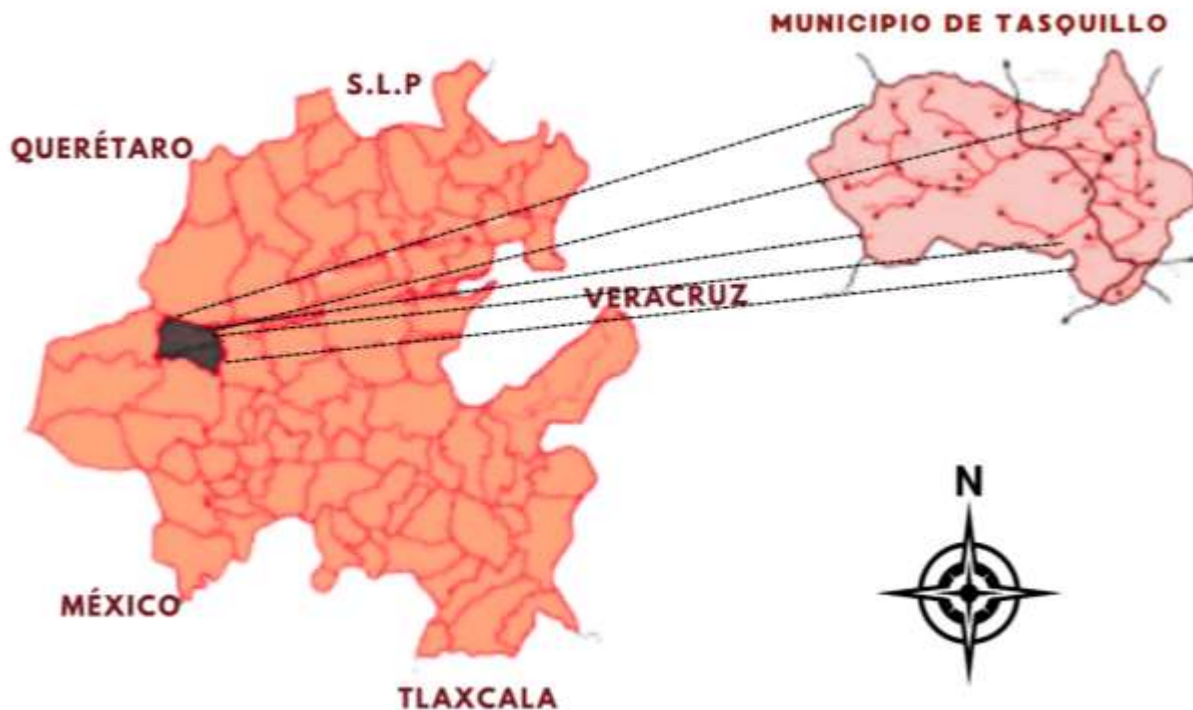 MUNICIPIO DE TASQUILLO
S.L.P
QUERÉTARO
VERACRUZ
N
MÉXICO
TLAXCALA